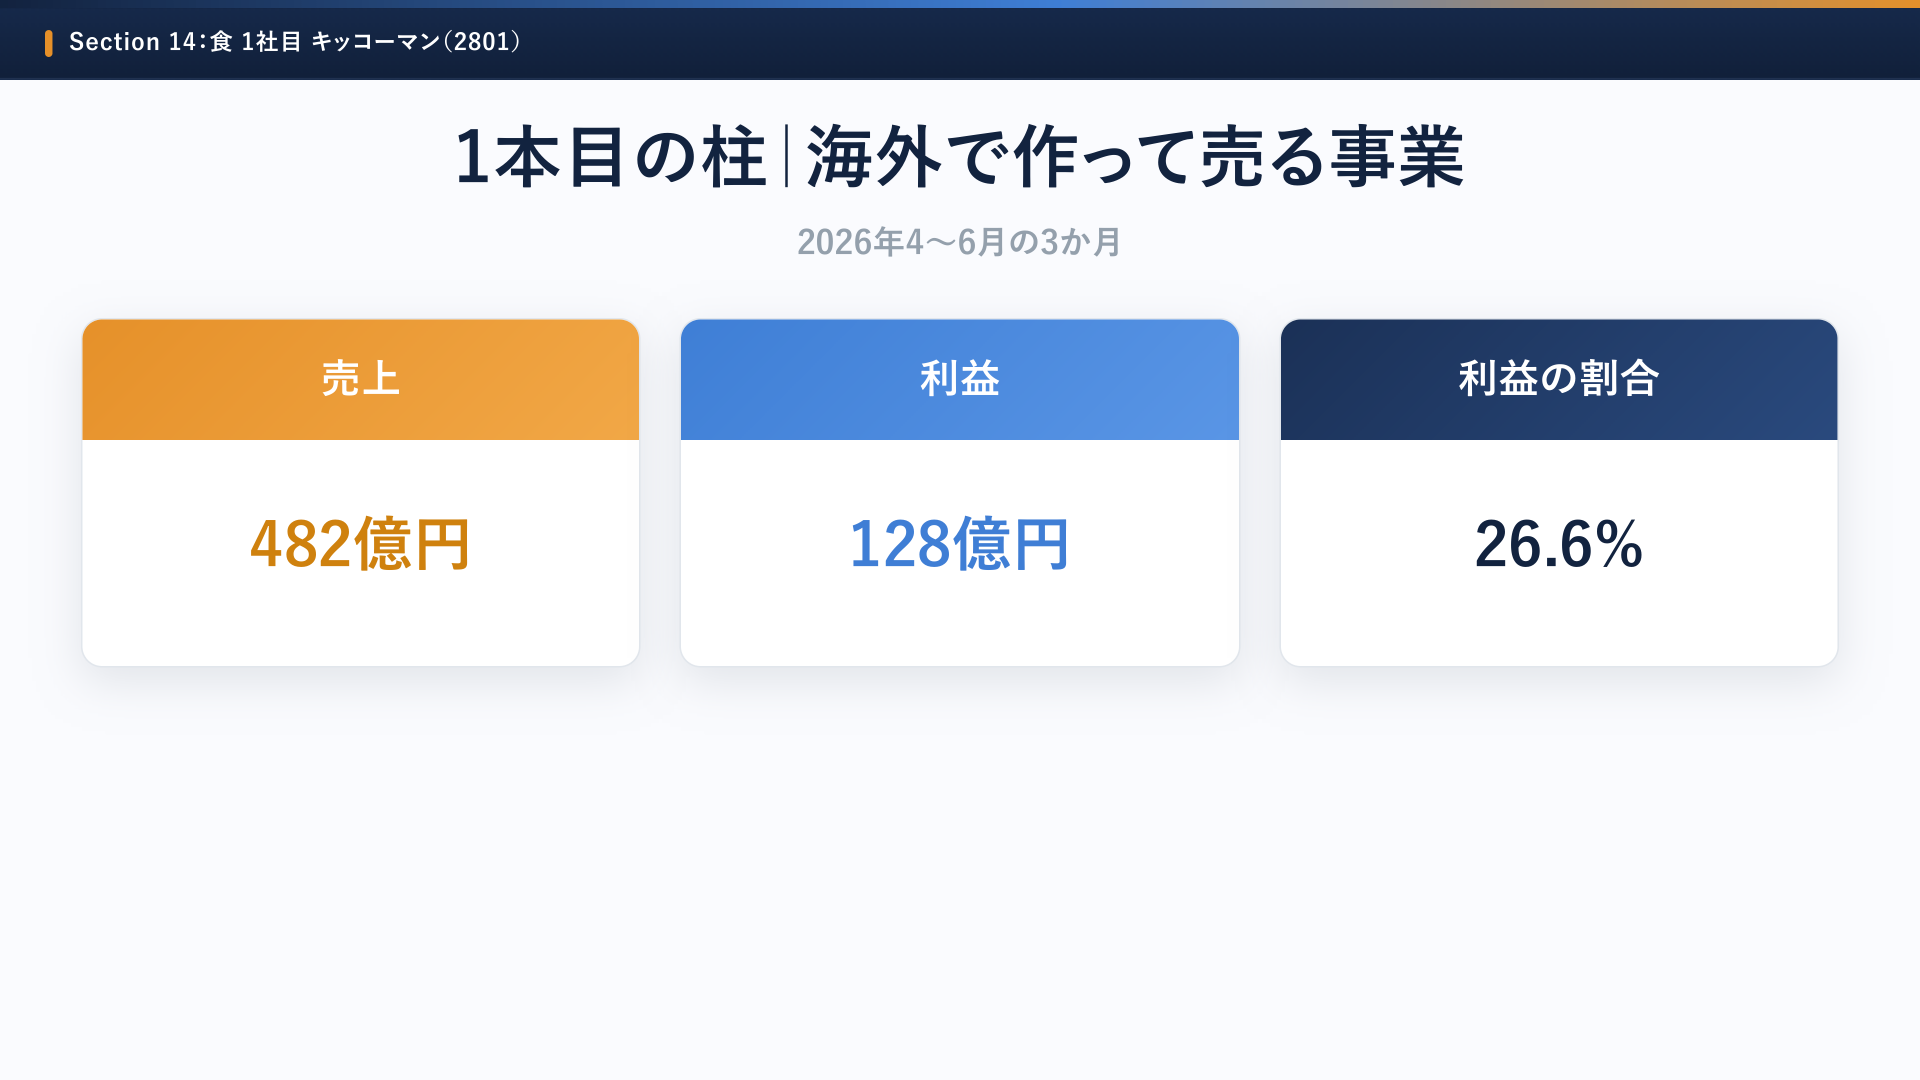 Section 14：食 1社目 キッコーマン（2801）
1本目の柱｜海外で作って売る事業
2026年4〜6月の3か月
売上
利益
利益の割合
482億円
128億円
26.6%